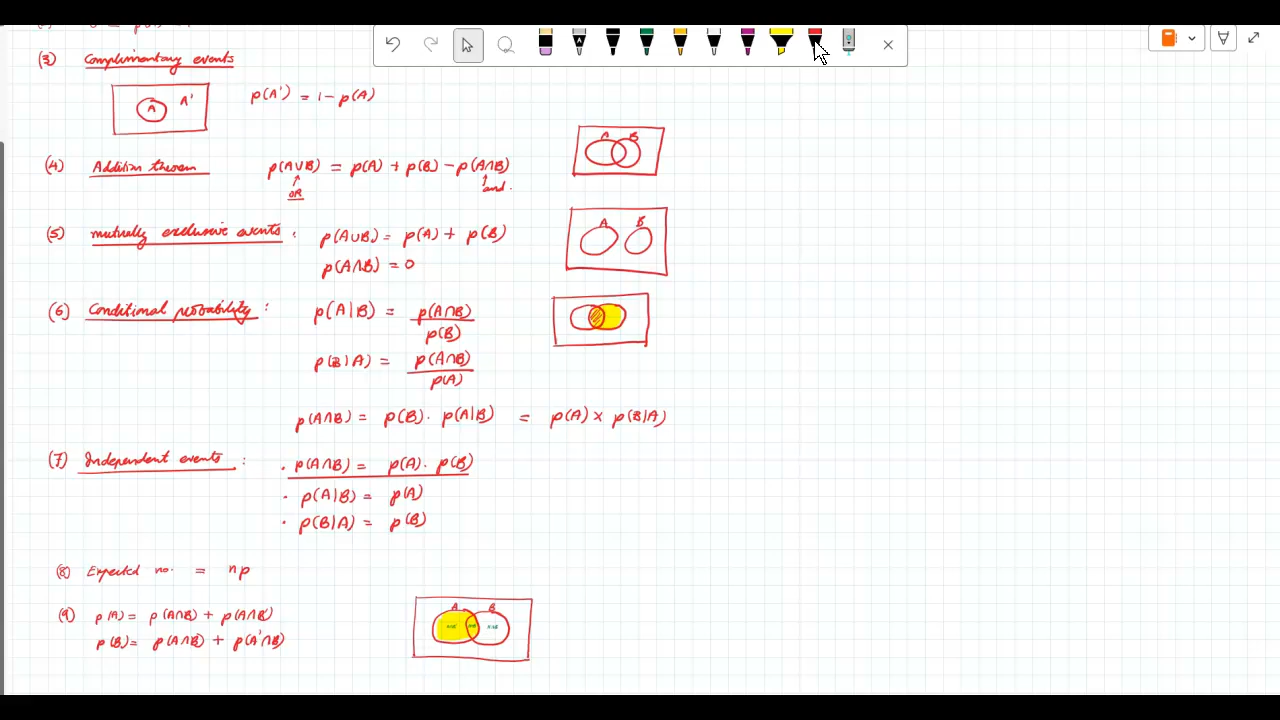 (3) Complimentary events
A A' p(A') = 1 - p(A)
A B
(4) Addition theorem p(A∪B) = p(A) + p(B) - p(A∩B)
OR and.
A B
(5) mutually exclusive events : p(A∪B) = p(A) + p(B)
p(A∩B) = 0
(6) Conditional probability : p(A|B) = p(A∩B) / p(B)
p(B|A) = p(A∩B) / p(A)
p(A∩B) = p(B) · p(A|B) = p(A) × p(B|A)
(7) Independent events : · p(A∩B) = p(A) · p(B)
· p(A|B) = p(A)
· p(B|A) = p(B)
(8) Expected no. = np
A B
(9) p(A) = p(A∩B) + p(A∩B')
p(B) = p(A∩B) + p(A'∩B)